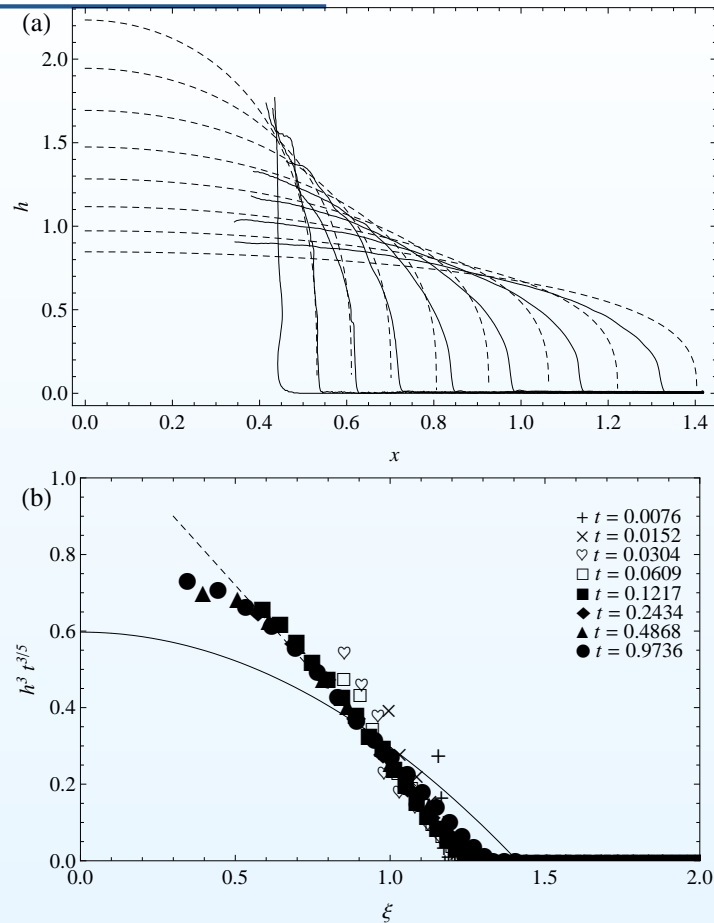 (a)
2.0
1.5
1.0
0.5
0.0
h
0.0 0.2 0.4 0.6 0.8 1.0 1.2 1.4
x
(b)
1.0
0.8
0.6
0.4
0.2
0.0
h³ t^{3/5}
+ t = 0.0076
× t = 0.0152
♡ t = 0.0304
□ t = 0.0609
■ t = 0.1217
◆ t = 0.2434
▲ t = 0.4868
● t = 0.9736
0.0 0.5 1.0 1.5 2.0
ξ